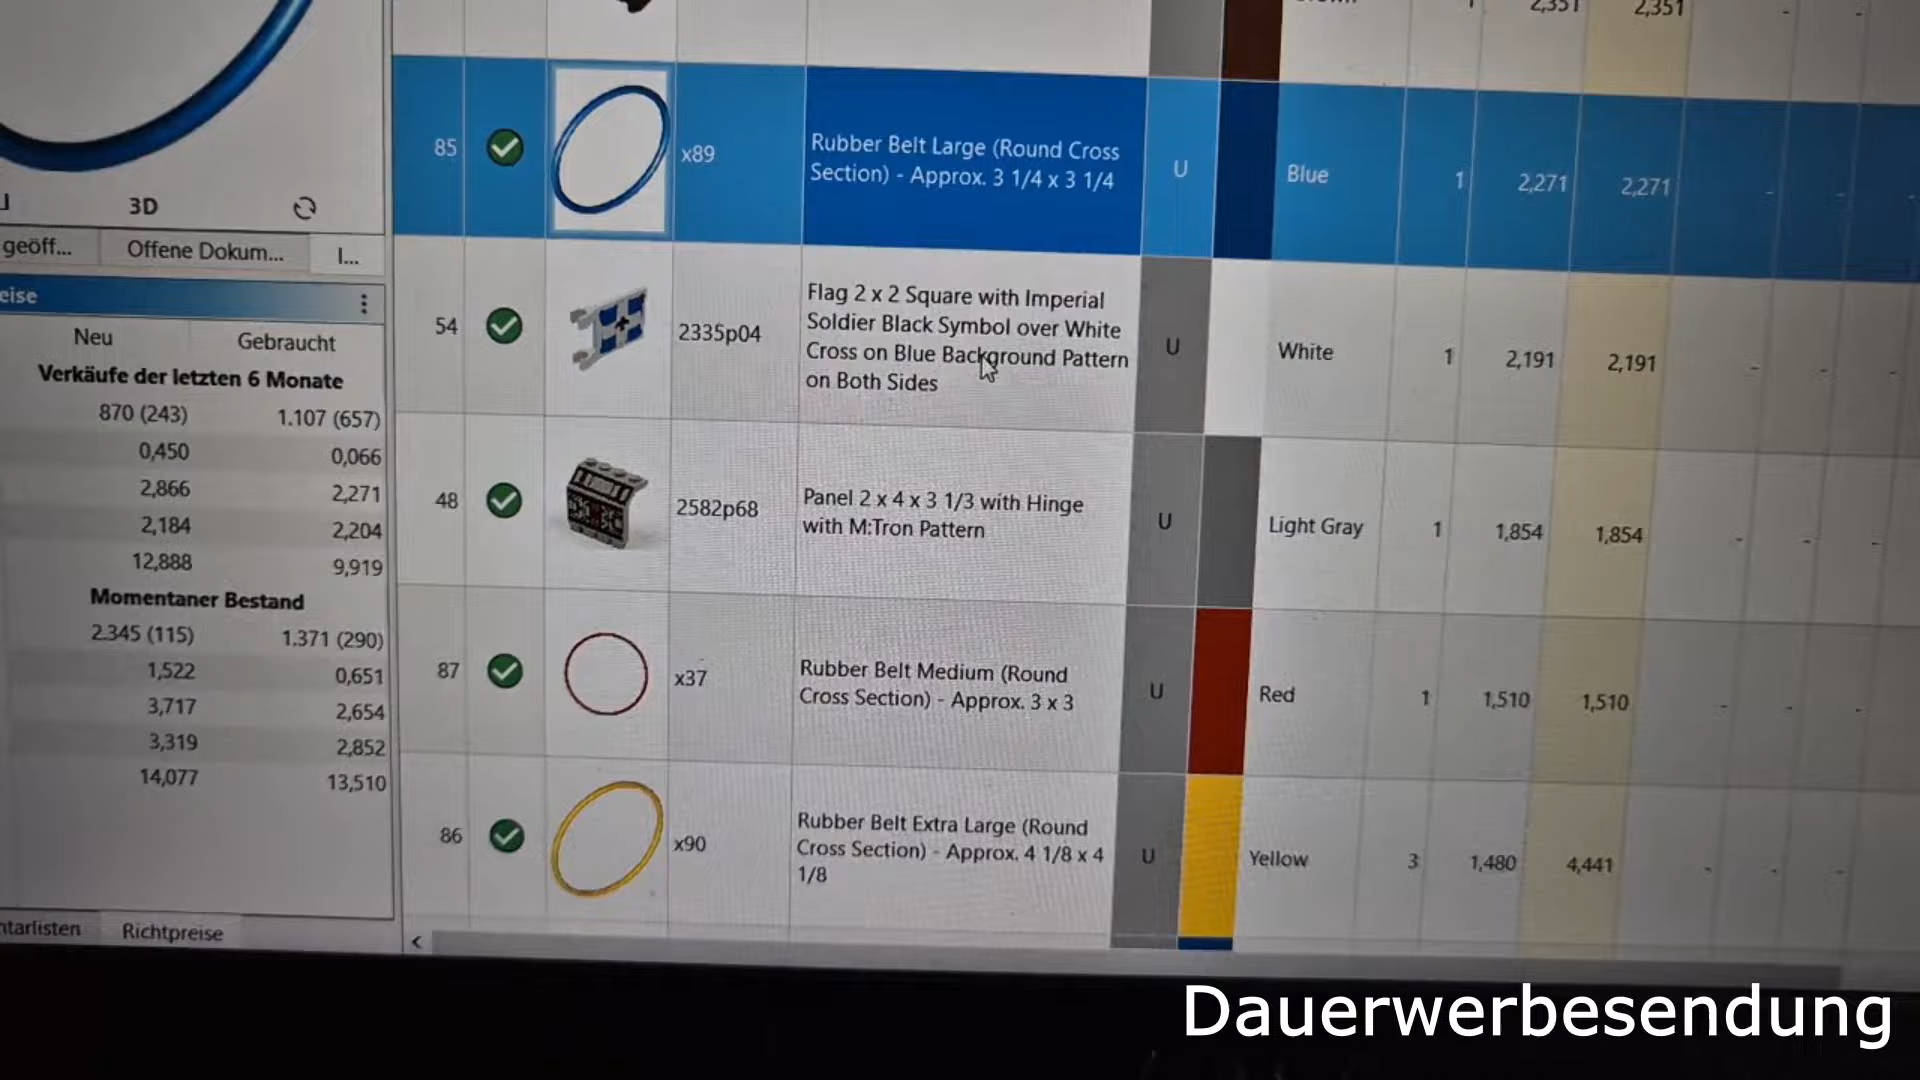 1 2,351 2,351 - -
85 x89 Rubber Belt Large (Round Cross
Section) - Approx. 3 1/4 x 3 1/4 U Blue 1 2,271 2,271 - - -
54 2335p04 Flag 2 x 2 Square with Imperial
Soldier Black Symbol over White
Cross on Blue Background Pattern
on Both Sides U White 1 2,191 2,191 - - -
48 2582p68 Panel 2 x 4 x 3 1/3 with Hinge
with M:Tron Pattern U Light Gray 1 1,854 1,854 - - -
87 x37 Rubber Belt Medium (Round
Cross Section) - Approx. 3 x 3 U Red 1 1,510 1,510 - - -
86 x90 Rubber Belt Extra Large (Round
Cross Section) - Approx. 4 1/8 x 4
1/8 U Yellow 3 1,480 4,441 - - -
3D
geöff... Offene Dokum... I...
eise
Neu Gebraucht
Verkäufe der letzten 6 Monate
870 (243) 1.107 (657)
0,450 0,066
2,866 2,271
2,184 2,204
12,888 9,919
Momentaner Bestand
2.345 (115) 1.371 (290)
1,522 0,651
3,717 2,654
3,319 2,852
14,077 13,510
ntarlisten Richtpreise
Dauerwerbesendung